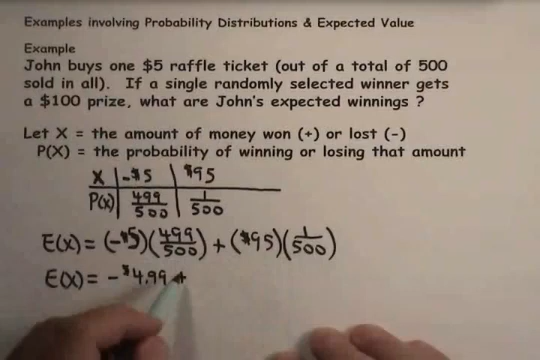 Examples involving Probability Distributions & Expected Value
Example
John buys one $5 raffle ticket (out of a total of 500
sold in all). If a single randomly selected winner gets
a $100 prize, what are John's expected winnings ?
Let X = the amount of money won (+) or lost (-)
P(X) = the probability of winning or losing that amount
X -$5 $95
P(x) 499/500 1/500
E(x) = (-$5)(499/500) + ($95)(1/500)
E(x) = -$4.99 +